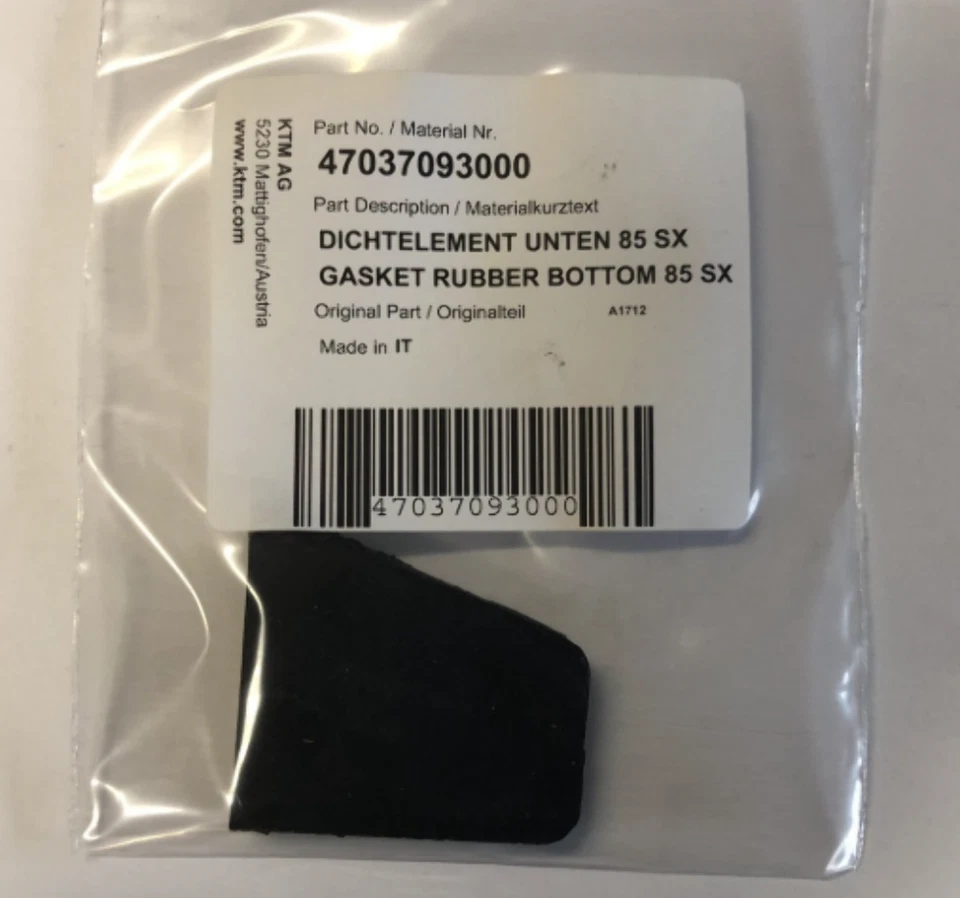 KTM AG
5230 Mattighofen/Austria
www.ktm.com
Part No. / Material Nr.
47037093000
Part Description / Materialkurztext
DICHTELEMENT UNTEN 85 SX
GASKET RUBBER BOTTOM 85 SX
Original Part / Originalteil A1712
Made in IT
47037093000